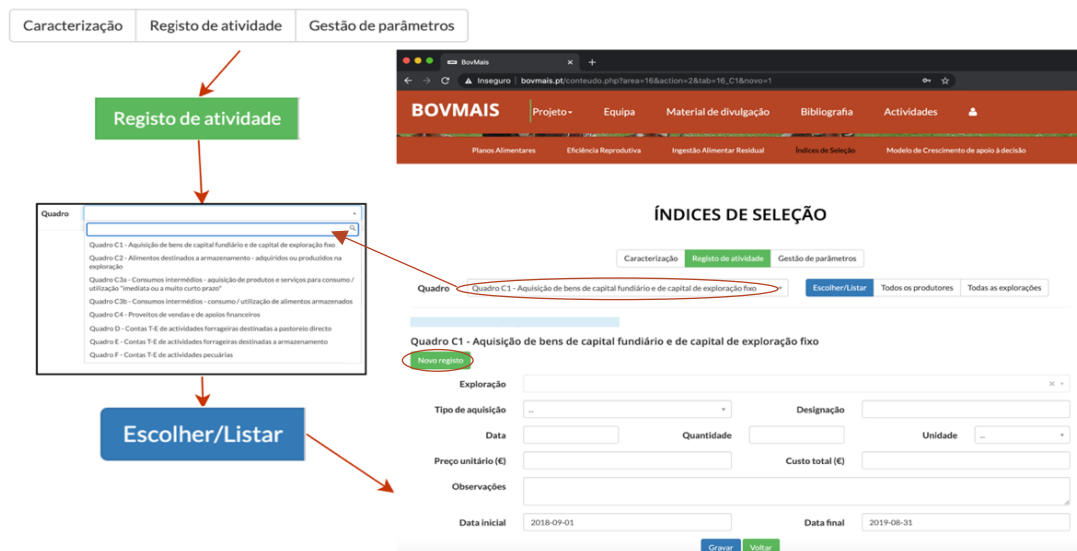 Caracterização Registo de atividade Gestão de parâmetros
Registo de atividade
Quadro
Quadro C1 - Aquisição de bens de capital fundiário e de capital de exploração fixo
Quadro C2 - Alimentos destinados a armazenamento - adquiridos ou produzidos na
exploração
Quadro C3a - Consumos intermédios - aquisição de produtos e serviços para consumo /
utilização "imediata ou a muito curto prazo"
Quadro C3b - Consumos intermédios - consumo / utilização de alimentos armazenados
Quadro C4 - Proveitos de vendas e de apoios financeiros
Quadro D - Contas T-E de actividades forrageiras destinadas a pastoreio directo
Quadro E - Contas T-E de actividades forrageiras destinadas a armazenamento
Quadro F - Contas T-E de actividades pecuárias
Escolher/Listar
BovMais
Inseguro bovmais.pt/conteudo.php?area=16&action=2&tab=16_C1&novo=1
BOVMAIS Projeto Equipa Material de divulgação Bibliografia Actividades
Planos Alimentares Eficiência Reprodutiva Ingestão Alimentar Residual Índices de Seleção Modelo de Crescimento de apoio à decisão
ÍNDICES DE SELEÇÃO
Caracterização Registo de atividade Gestão de parâmetros
Quadro Quadro C1 - Aquisição de bens de capital fundiário e de capital de exploração fixo Escolher/Listar Todos os produtores Todas as explorações
Quadro C1 - Aquisição de bens de capital fundiário e de capital de exploração fixo
Novo registo
Exploração
Tipo de aquisição ... Designação
Data Quantidade Unidade ...
Preço unitário (€) Custo total (€)
Observações
Data inicial 2018-09-01 Data final 2019-08-31
Gravar Voltar